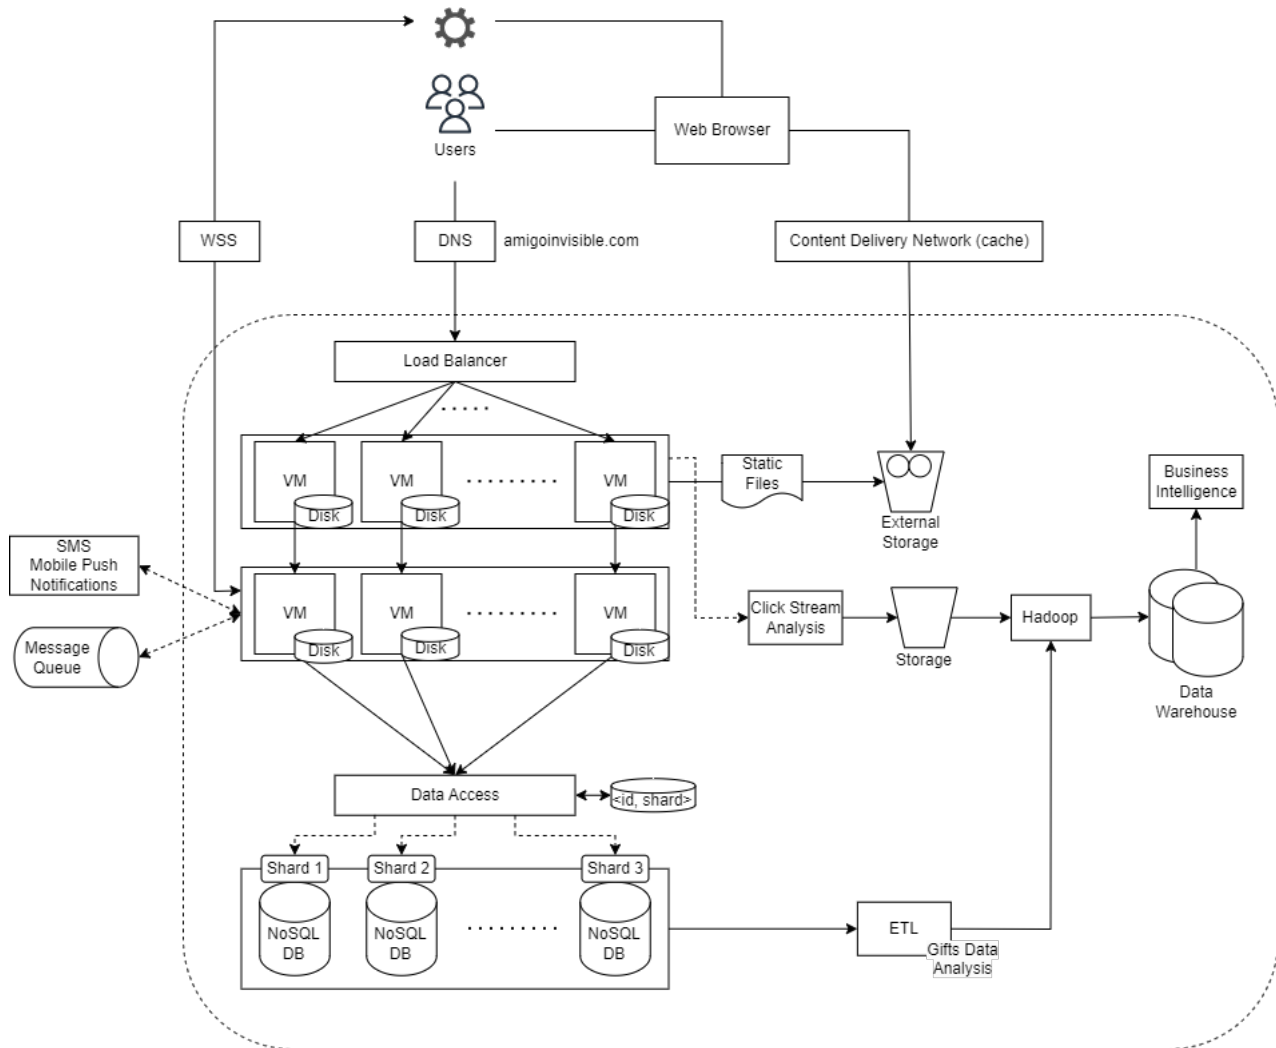 Users
Web Browser
WSS
DNS
amigoinvisible.com
Content Delivery Network (cache)
Load Balancer
VM
VM
VM
Disk
Disk
Disk
Static
Files
External
Storage
Business
Intelligence
SMS
Mobile Push
Notifications
Message
Queue
VM
VM
VM
Disk
Disk
Disk
Click Stream
Analysis
Storage
Hadoop
Data
Warehouse
Data Access
<id, shard>
Shard 1
Shard 2
Shard 3
NoSQL
DB
NoSQL
DB
NoSQL
DB
ETL
Gifts Data
Analysis